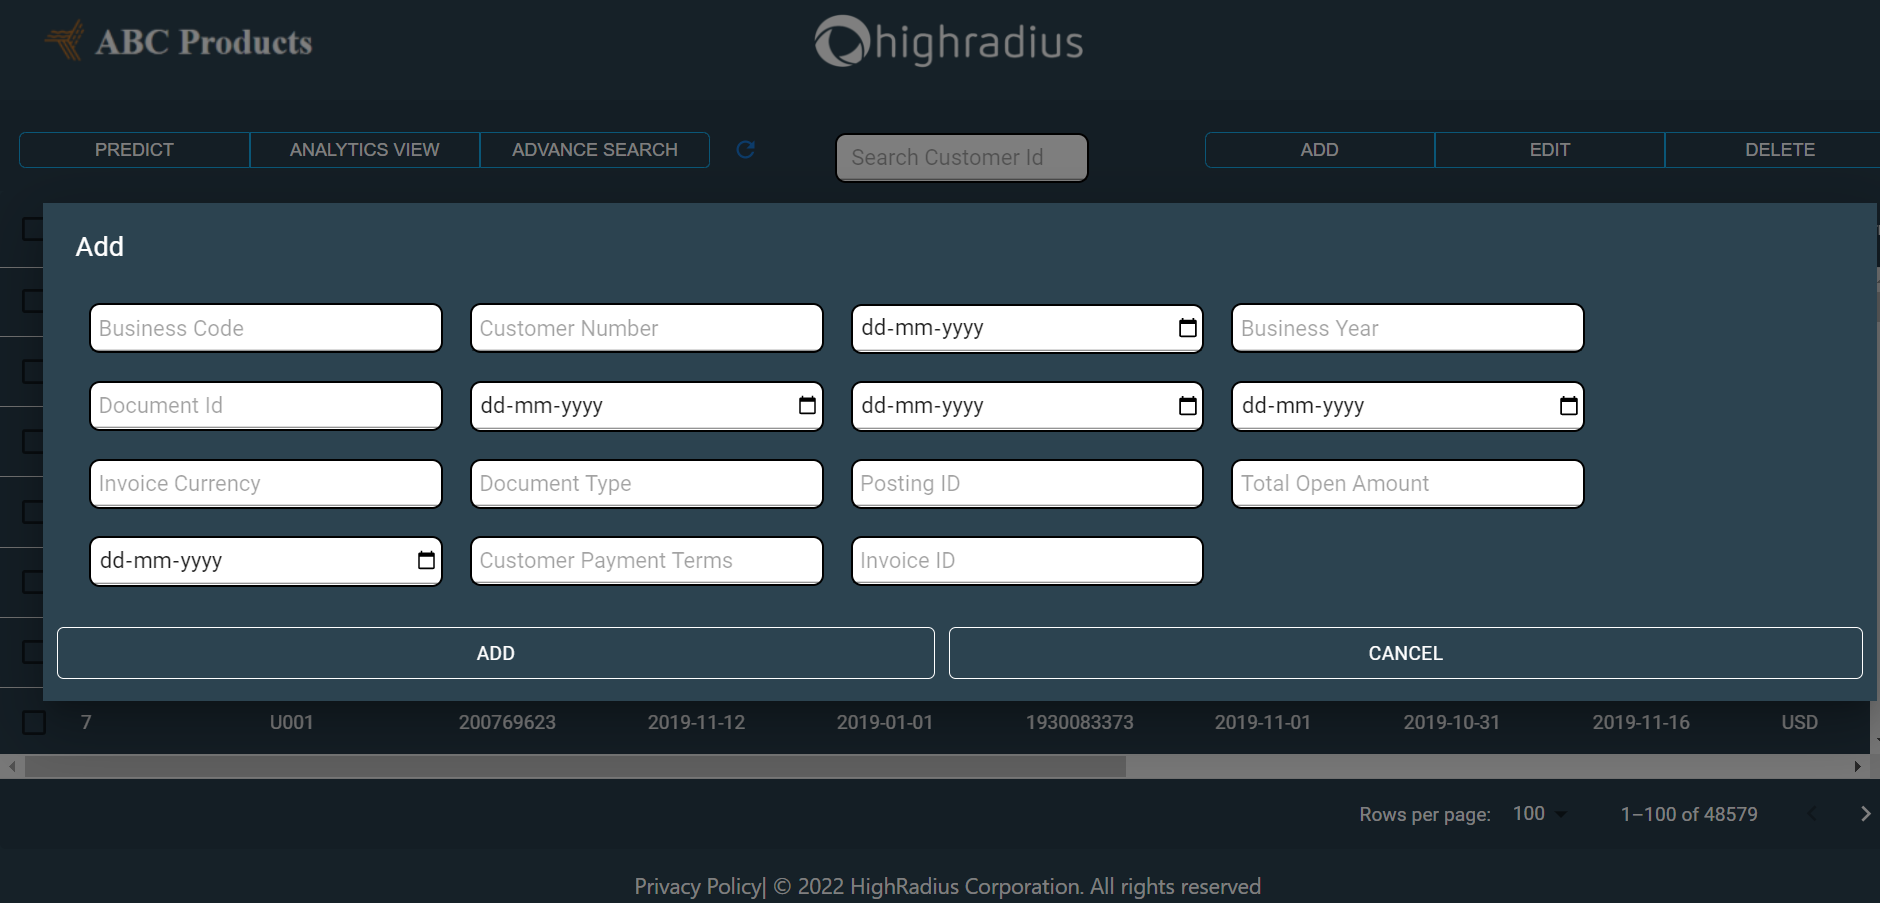 ABC Products
highradius
PREDICT ANALYTICS VIEW ADVANCE SEARCH Search Customer Id ADD EDIT DELETE
Add
Business Code Customer Number dd-mm-yyyy Business Year
Document Id dd-mm-yyyy dd-mm-yyyy dd-mm-yyyy
Invoice Currency Document Type Posting ID Total Open Amount
dd-mm-yyyy Customer Payment Terms Invoice ID
ADD CANCEL
7 U001 200769623 2019-11-12 2019-01-01 1930083373 2019-11-01 2019-10-31 2019-11-16 USD
Rows per page: 100 1–100 of 48579
Privacy Policy| © 2022 HighRadius Corporation. All rights reserved